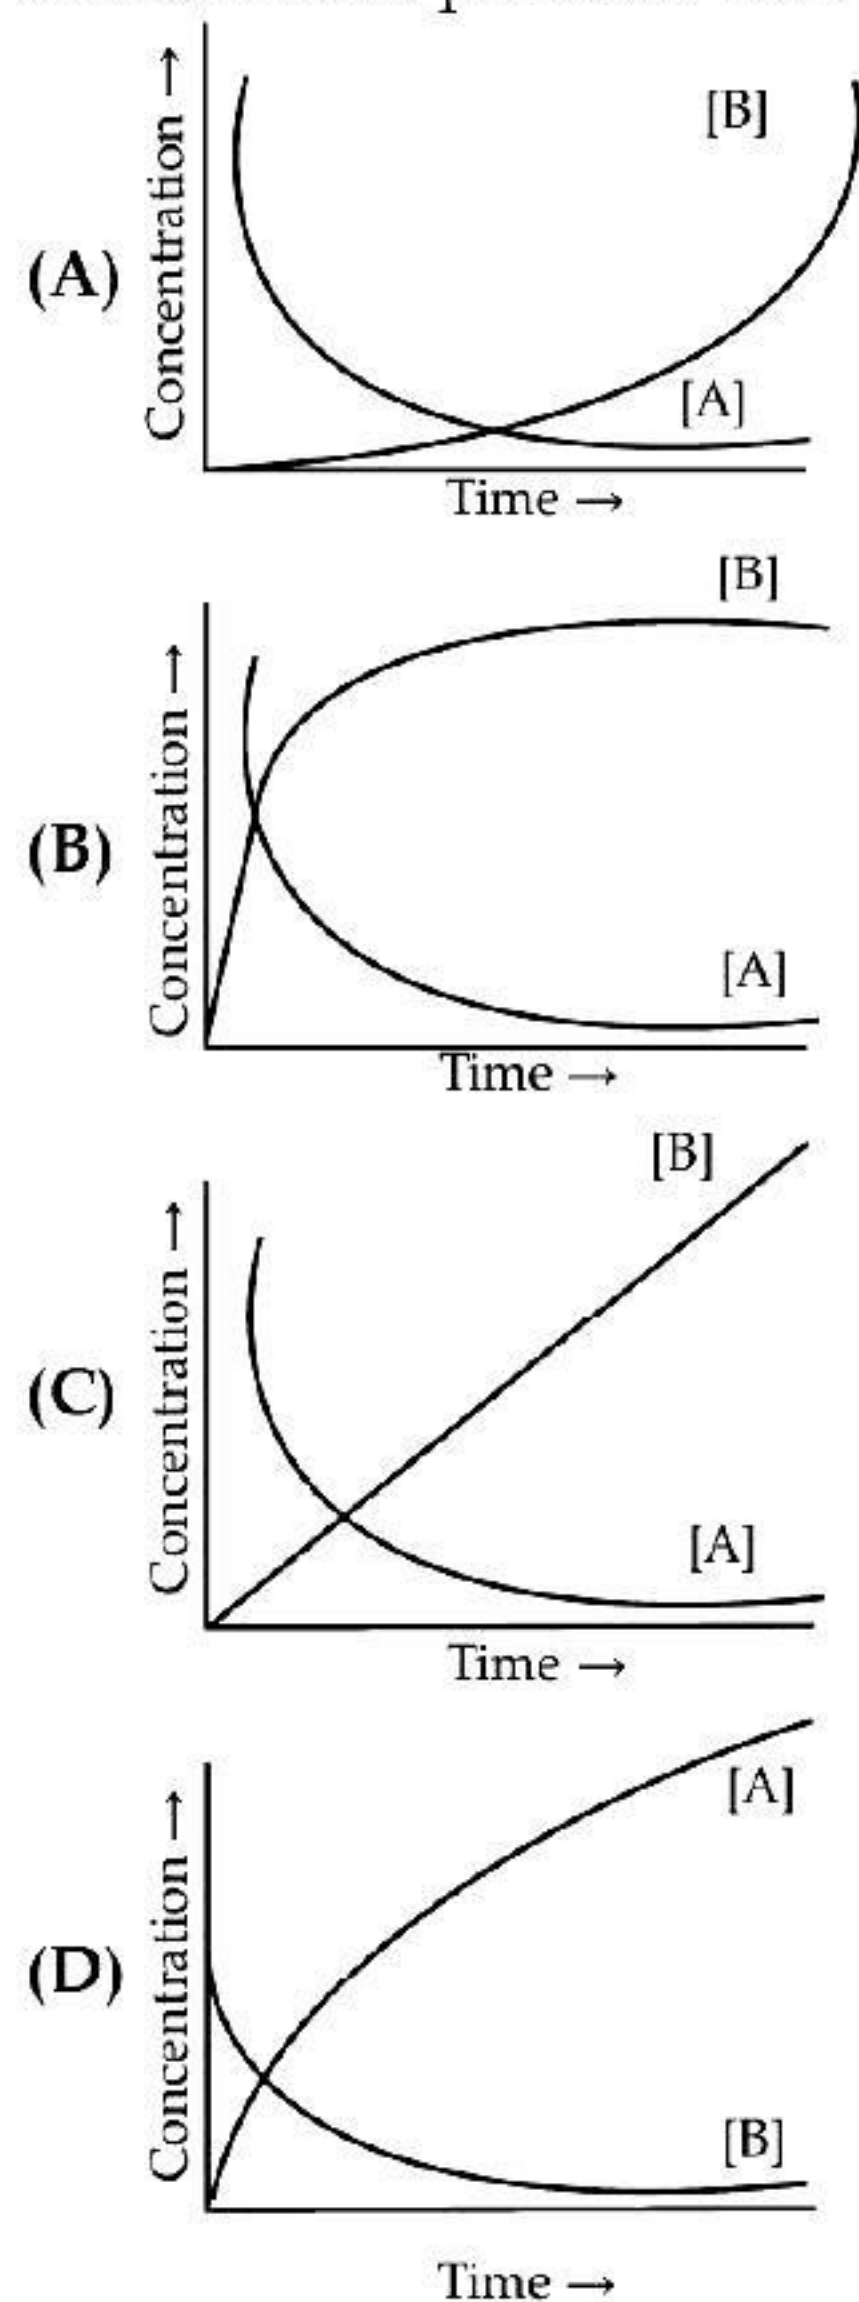 [B]
Concentration →
(A)
[A]
Time →
[B]
Concentration →
(B)
[A]
Time →
[B]
Concentration →
(C)
[A]
Time →
[A]
Concentration →
(D)
[B]
Time →